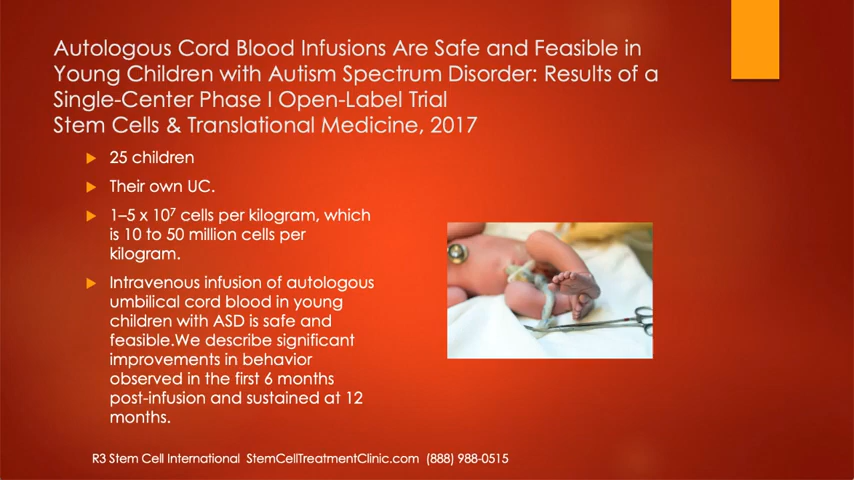 Autologous Cord Blood Infusions Are Safe and Feasible in
Young Children with Autism Spectrum Disorder: Results of a
Single-Center Phase I Open-Label Trial
Stem Cells & Translational Medicine, 2017
25 children
Their own UC.
1–5 x 10⁷ cells per kilogram, which
is 10 to 50 million cells per
kilogram.
Intravenous infusion of autologous
umbilical cord blood in young
children with ASD is safe and
feasible.We describe significant
improvements in behavior
observed in the first 6 months
post-infusion and sustained at 12
months.
R3 Stem Cell International StemCellTreatmentClinic.com (888) 988-0515